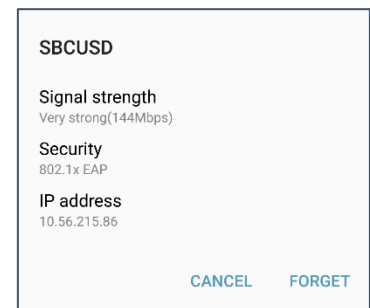 SBCUSD
Signal strength
Very strong(144Mbps)
Security
802.1x EAP
IP address
10.56.215.86
CANCEL FORGET